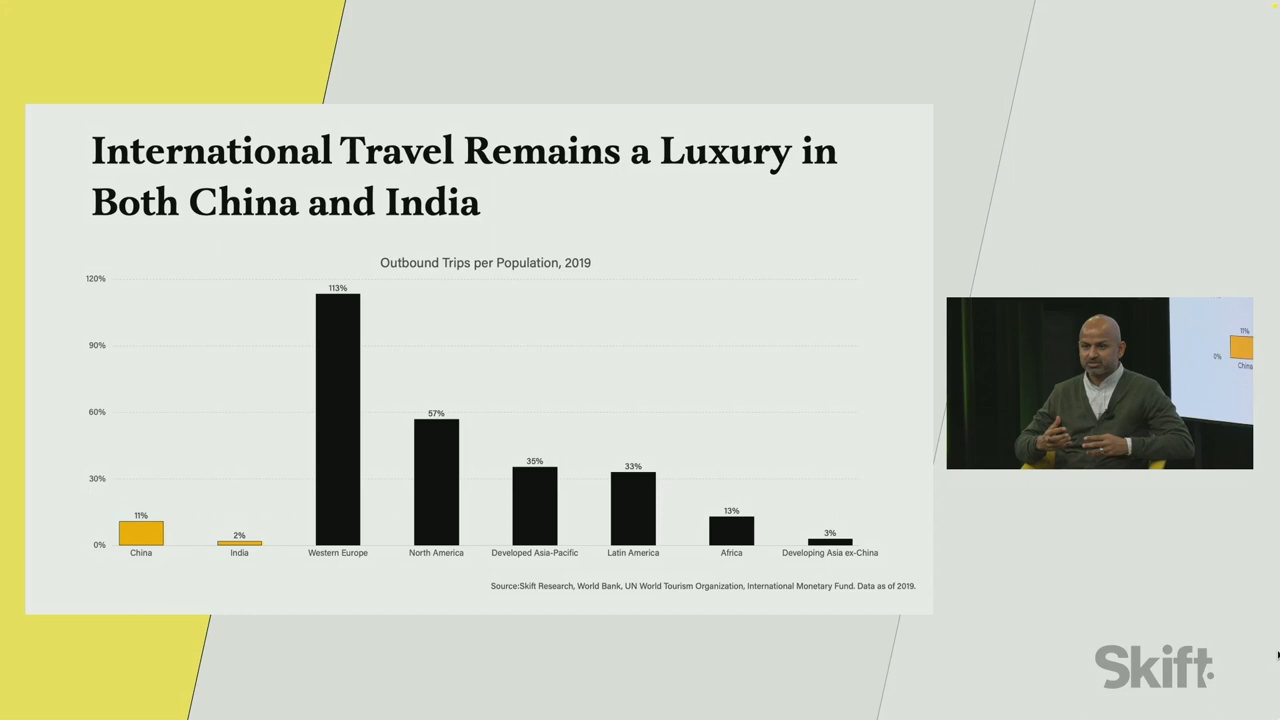 International Travel Remains a Luxury in
Both China and India
Outbound Trips per Population, 2019
120%
90%
60%
30%
0%
11%
2%
113%
57%
35%
33%
13%
3%
China
India
Western Europe
North America
Developed Asia-Pacific
Latin America
Africa
Developing Asia ex-China
Source:Skift Research, World Bank, UN World Tourism Organization, International Monetary Fund. Data as of 2019.
11%
0%
China
Skift